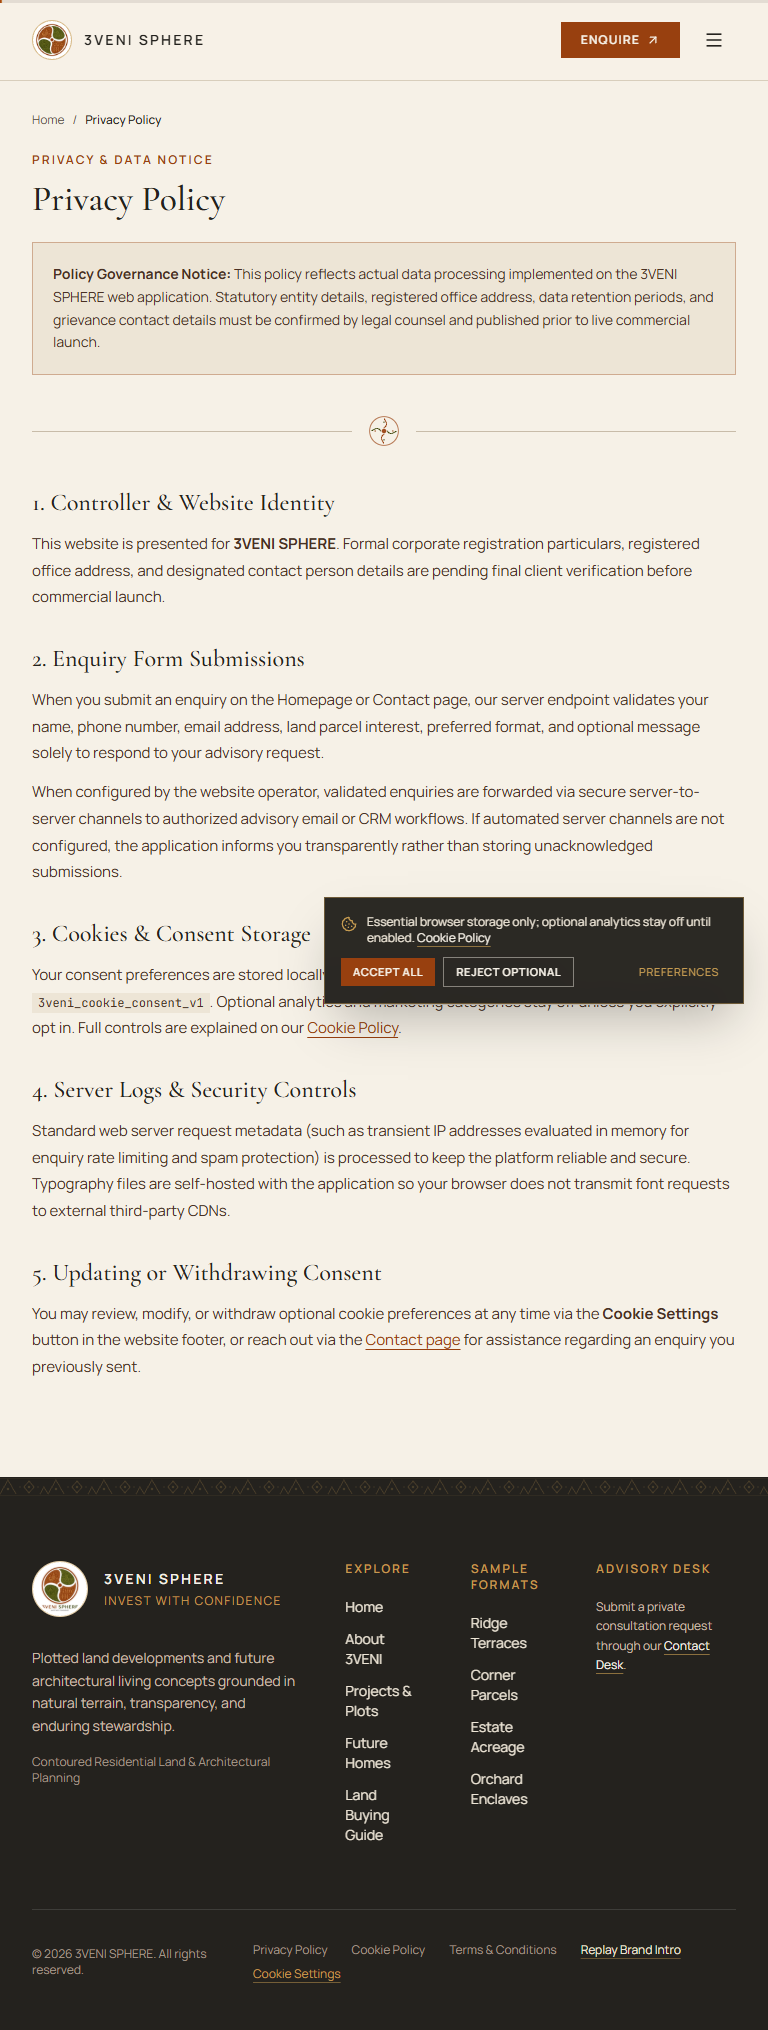 3VENI SPHERE
ENQUIRE
Home / Privacy Policy
PRIVACY & DATA NOTICE
Privacy Policy
Policy Governance Notice: This policy reflects actual data processing implemented on the 3VENI
SPHERE web application. Statutory entity details, registered office address, data retention periods, and
grievance contact details must be confirmed by legal counsel and published prior to live commercial
launch.
1. Controller & Website Identity
This website is presented for 3VENI SPHERE. Formal corporate registration particulars, registered
office address, and designated contact person details are pending final client verification before
commercial launch.
2. Enquiry Form Submissions
When you submit an enquiry on the Homepage or Contact page, our server endpoint validates your
name, phone number, email address, land parcel interest, preferred format, and optional message
solely to respond to your advisory request.
When configured by the website operator, validated enquiries are forwarded via secure server-to-
server channels to authorized advisory email or CRM workflows. If automated server channels are not
configured, the application informs you transparently rather than storing unacknowledged
submissions.
3. Cookies & Consent Storage
Your consent preferences are stored locally
3veni_cookie_consent_v1. Optional analytics and marketing categories stay off unless you explicitly
opt in. Full controls are explained on our Cookie Policy.
Essential browser storage only; optional analytics stay off until
enabled. Cookie Policy
ACCEPT ALL REJECT OPTIONAL PREFERENCES
4. Server Logs & Security Controls
Standard web server request metadata (such as transient IP addresses evaluated in memory for
enquiry rate limiting and spam protection) is processed to keep the platform reliable and secure.
Typography files are self-hosted with the application so your browser does not transmit font requests
to external third-party CDNs.
5. Updating or Withdrawing Consent
You may review, modify, or withdraw optional cookie preferences at any time via the Cookie Settings
button in the website footer, or reach out via the Contact page for assistance regarding an enquiry you
previously sent.
3VENI SPHERE
INVEST WITH CONFIDENCE
Plotted land developments and future
architectural living concepts grounded in
natural terrain, transparency, and
enduring stewardship.
Contoured Residential Land & Architectural
Planning
EXPLORE
Home
About
3VENI
Projects &
Plots
Future
Homes
Land
Buying
Guide
SAMPLE
FORMATS
Ridge
Terraces
Corner
Parcels
Estate
Acreage
Orchard
Enclaves
ADVISORY DESK
Submit a private
consultation request
through our Contact
Desk.
© 2026 3VENI SPHERE. All rights
reserved.
Privacy Policy Cookie Policy Terms & Conditions Replay Brand Intro
Cookie Settings